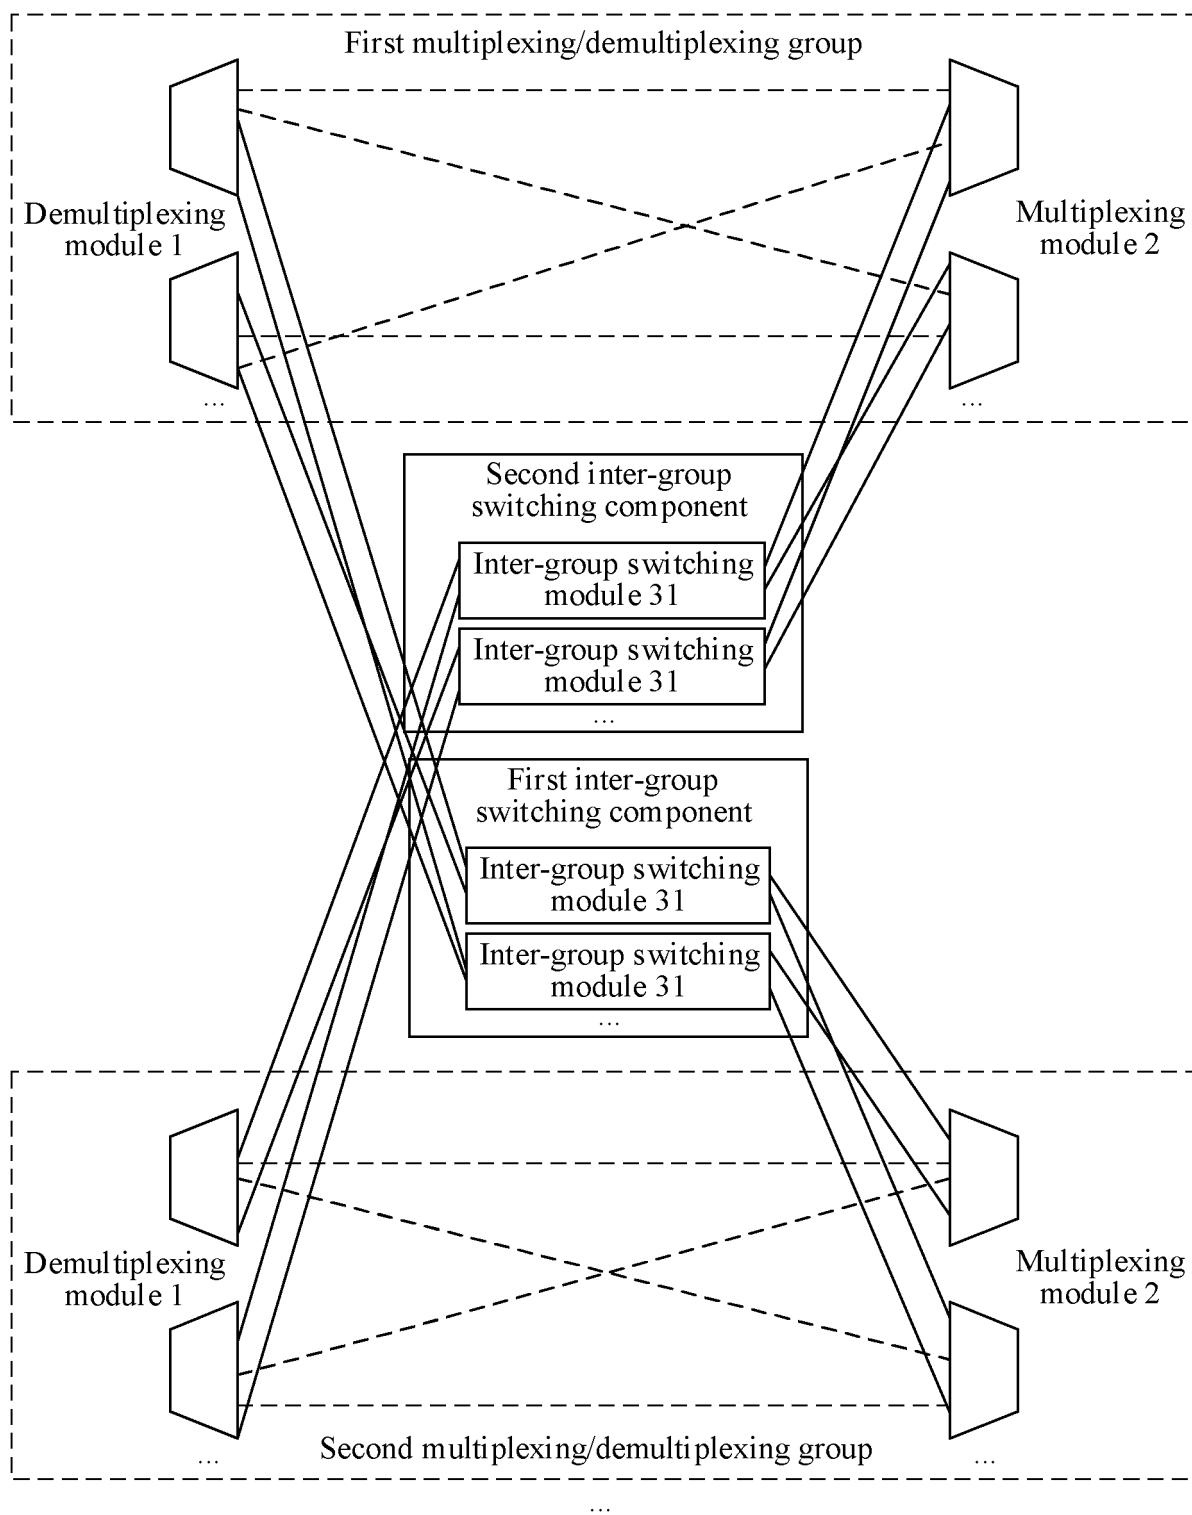 First multiplexing/demultiplexing group
Demultiplexing
module 1
Multiplexing
module 2
...
...
Second inter-group
switching component
Inter-group switching
module 31
Inter-group switching
module 31
...
First inter-group
switching component
Inter-group switching
module 31
Inter-group switching
module 31
...
Demultiplexing
module 1
Multiplexing
module 2
Second multiplexing/demultiplexing group
...
...
...